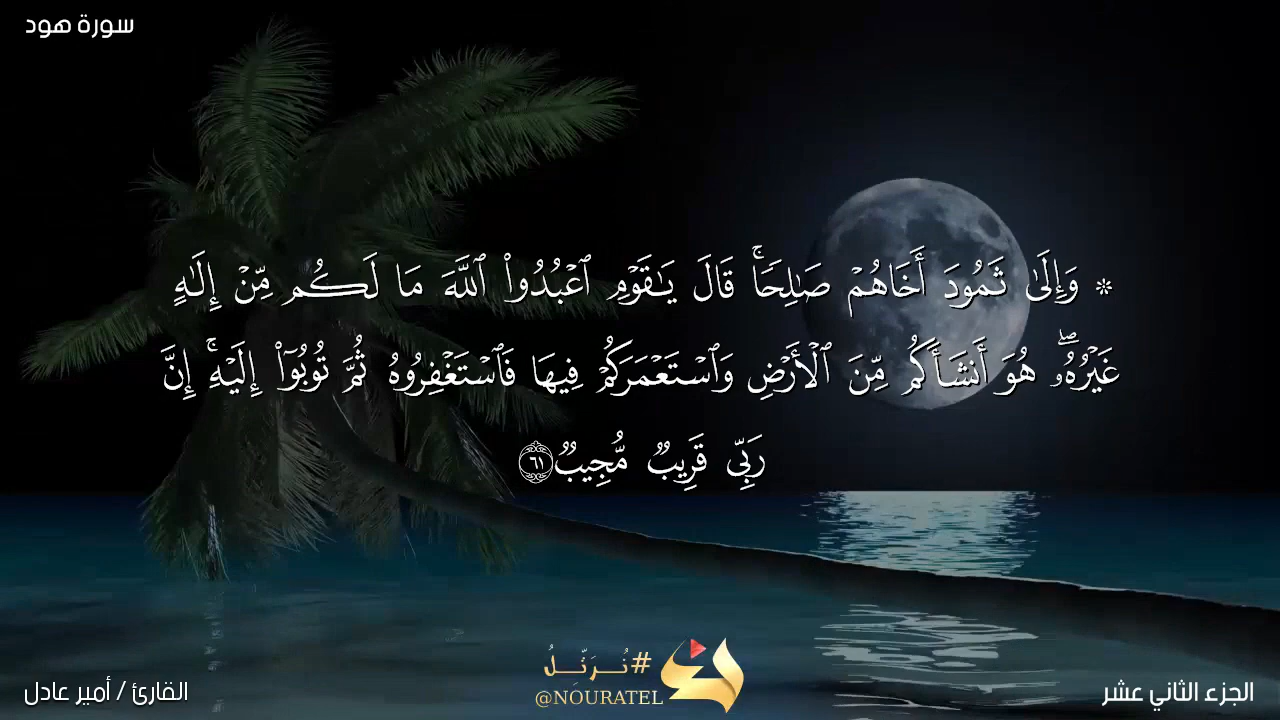 سورة هود
۞ وَإِلَىٰ ثَمُودَ أَخَاهُمۡ صَٰلِحٗاۚ قَالَ يَٰقَوۡمِ ٱعۡبُدُواْ ٱللَّهَ مَا لَكُم مِّنۡ إِلَٰهٍ
غَيۡرُهُۥۖ هُوَ أَنشَأَكُم مِّنَ ٱلۡأَرۡضِ وَٱسۡتَعۡمَرَكُمۡ فِيهَا فَٱسۡتَغۡفِرُوهُ ثُمَّ تُوبُوٓاْ إِلَيۡهِۚ إِنَّ
رَبِّي قَرِيبٞ مُّجِيبٞ ٦١
#نُرَتِّلُ
@NOURATEL
الجزء الثاني عشر
القارئ / أمير عادل